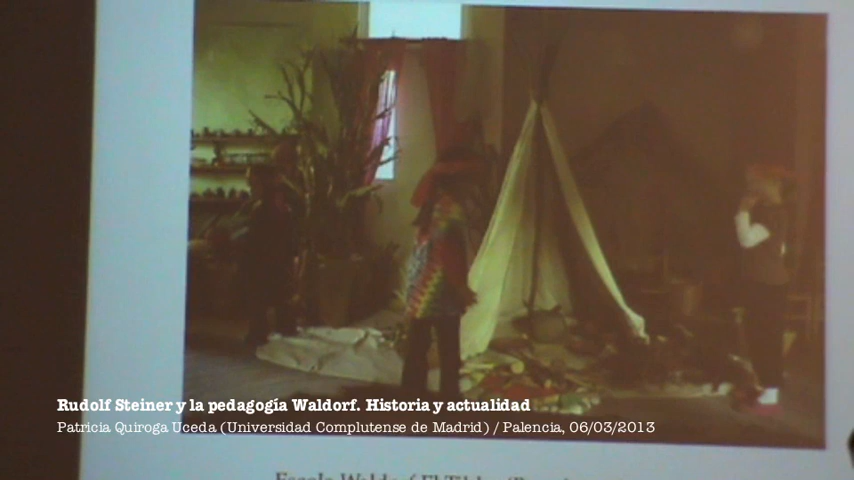 Rudolf Steiner y la pedagogía Waldorf. Historia y actualidad
Patricia Quiroga Uceda (Universidad Complutense de Madrid) / Palencia, 06/03/2013